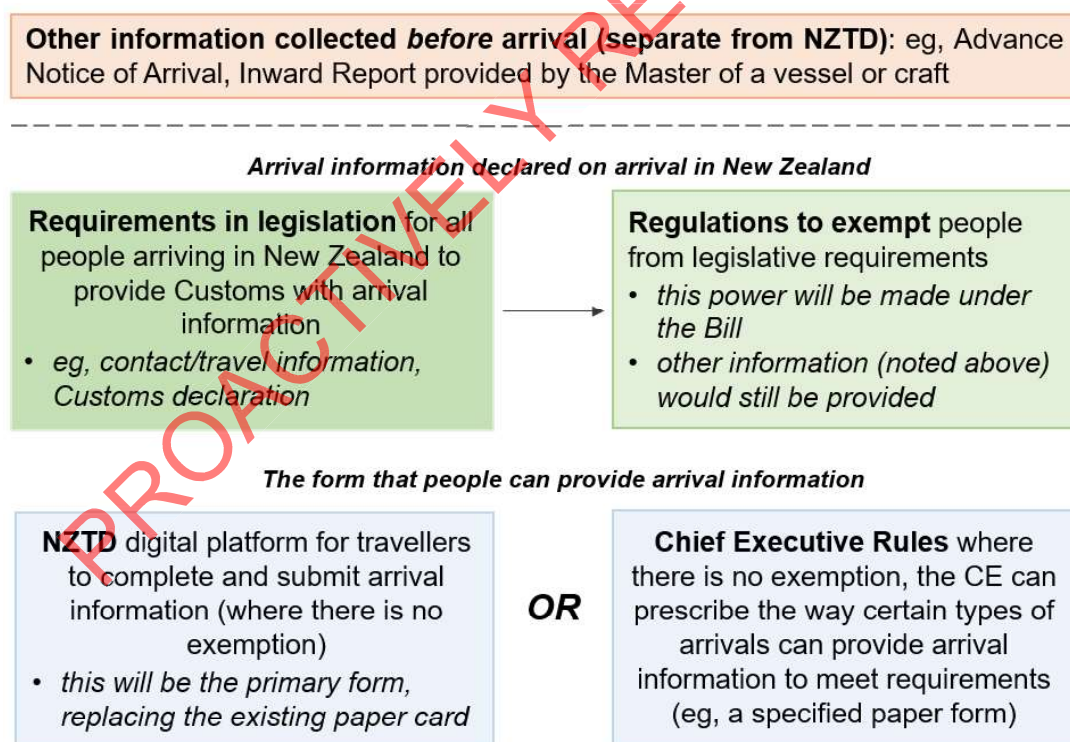 Other information collected before arrival (separate from NZTD): eg, Advance
Notice of Arrival, Inward Report provided by the Master of a vessel or craft
Arrival information declared on arrival in New Zealand
Requirements in legislation for all
people arriving in New Zealand to
provide Customs with arrival
information
• eg, contact/travel information,
Customs declaration
Regulations to exempt people
from legislative requirements
• this power will be made under
the Bill
• other information (noted above)
would still be provided
The form that people can provide arrival information
NZTD digital platform for travellers
to complete and submit arrival
information (where there is no
exemption)
• this will be the primary form,
replacing the existing paper card
OR
Chief Executive Rules where
there is no exemption, the CE can
prescribe the way certain types of
arrivals can provide arrival
information to meet requirements
(eg, a specified paper form)
PROACTIVELY RE